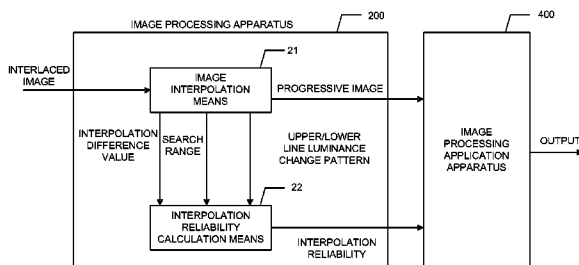 IMAGE PROCESSING APPARATUS
200
400
INTERLACED
IMAGE
21
IMAGE
INTERPOLATION
MEANS
PROGRESSIVE IMAGE
INTERPOLATION
DIFFERENCE
VALUE
SEARCH
RANGE
UPPER/LOWER
LINE LUMINANCE
CHANGE PATTERN
IMAGE
PROCESSING
APPLICATION
APPARATUS
OUTPUT
22
INTERPOLATION
RELIABILITY
CALCULATION MEANS
INTERPOLATION
RELIABILITY